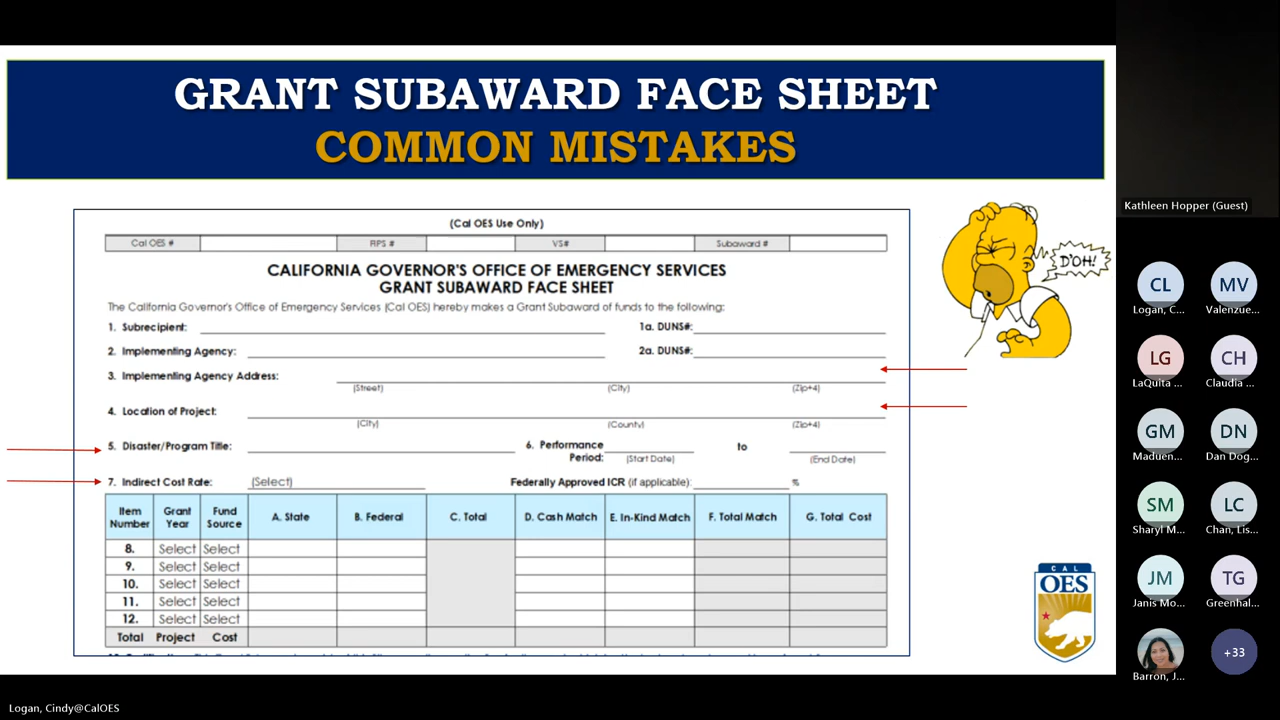 GRANT SUBAWARD FACE SHEET
COMMON MISTAKES
(Cal OES Use Only)
Cal OES # FIPS # VS# Subaward #
CALIFORNIA GOVERNOR'S OFFICE OF EMERGENCY SERVICES
GRANT SUBAWARD FACE SHEET
The California Governor's Office of Emergency Services (Cal OES) hereby makes a Grant Subaward of funds to the following:
1. Subrecipient: 1a. DUNS#:
2. Implementing Agency: 2a. DUNS#:
3. Implementing Agency Address:
(Street) (City) (Zip+4)
4. Location of Project:
(City) (County) (Zip+4)
5. Disaster/Program Title: 6. Performance Period: to
(Start Date) (End Date)
7. Indirect Cost Rate: (Select) Federally Approved ICR (if applicable): %
Item Number Grant Year Fund Source A. State B. Federal C. Total D. Cash Match E. In-Kind Match F. Total Match G. Total Cost
8. Select Select
9. Select Select
10. Select Select
11. Select Select
12. Select Select
Total Project Cost
D'OH!
CAL
OES
Kathleen Hopper (Guest)
CL MV
Logan, C... Valenzue...
LG CH
LaQuita ... Claudia ...
GM DN
Maduen... Dan Dog...
SM LC
Sharyl M... Chan, Lis...
JM TG
Janis Mo... Greenhal...
+33
Barron, J...
Logan, Cindy@CalOES